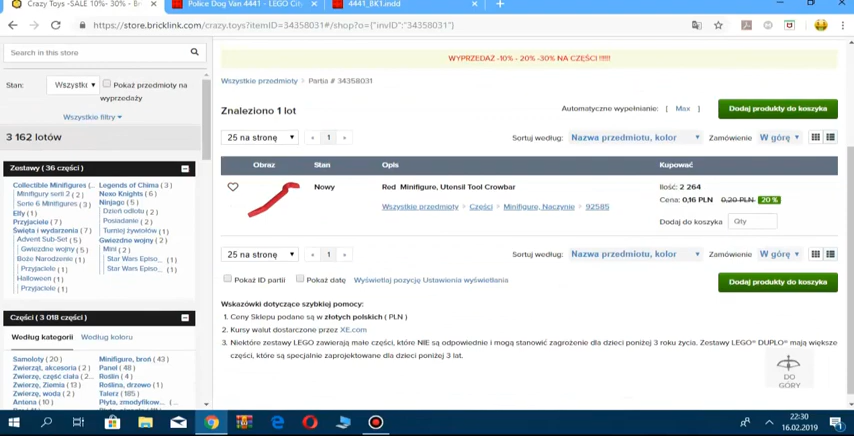 Crazy Toys -SALE 10%- 30% - B
Police Dog Van 4441 - LEGO City
4441_BK1.indd
https://store.bricklink.com/crazy.toys?itemID=34358031#/shop?o={"invID":"34358031"}
Search in this store
Stan: Wszystki Pokaż przedmioty na wyprzedaży
Wszystkie filtry
3 162 lotów
Zestawy ( 36 części )
Collectible Minifigures (..
Minifigury serii 2 ( 2 )
Serie 6 Minifigures ( 3 )
Elfy ( 1 )
Przyjaciele ( 7 )
Święta i wydarzenia ( 7 )
Advent Sub-Set ( 5 )
Gwiezdne wojny ( 2 )
Boże Narodzenie ( 1 )
Przyjaciele ( 1 )
Halloween ( 1 )
Przyjaciele ( 1 )
Legends of Chima ( 3 )
Nexo Knights ( 6 )
Ninjago ( 5 )
Dzień odlotu ( 2 )
Posiadanie ( 2 )
Turniej żywiołów ( 1 )
Gwiezdne wojny ( 2 )
Mini ( 2 )
Star Wars Episo... ( 1 )
Star Wars Episo... ( 1 )
Części ( 3 018 części )
Według kategorii Według koloru
Samoloty ( 20 )
Zwierząt, akcesoria ( 2 )
Zwierzę, część ciała ( 2...
Zwierzę, Ziemia ( 13 )
Zwierzę, woda ( 2 )
Antena ( 10 )
Minifigure, broń ( 43 )
Panel ( 48 )
Rotlin ( 4 )
Roślina, drzewo ( 1 )
Talerz ( 185 )
Płyta, zmodyfikow... (
WYPRZEDAŻ -10% - 20% -30% NA CZĘŚCI !!!!!!
Wszystkie przedmioty > Partia # 34358031
Znaleziono 1 lot
Automatyczne wypełnianie: [ Max ]
Dodaj produkty do koszyka
25 na stronę
1
Sortuj według: Nazwa przedmiotu, kolor Zamówienie W górę
Obraz Stan Opis Kupować
Nowy
Red Minifigure, Utensil Tool Crowbar
Wszystkie przedmioty > Części > Minifigure, Naczynie > 92585
Ilość: 2 264
Cena: 0,16 PLN 0,20 PLN 20 %
Dodaj do koszyka Qty
25 na stronę
1
Sortuj według: Nazwa przedmiotu, kolor Zamówienie W górę
Pokaż ID partii Pokaż datę Wyświetlaj pozycję Ustawienia wyświetlania
Dodaj produkty do koszyka
Wskazówki dotyczące szybkiej pomocy:
1. Ceny Sklepu podane są w złotych polskich ( PLN )
2. Kursy walut dostarczone przez XE.com
3. Niektóre zestawy LEGO zawierają małe części, które NIE są odpowiednie i mogą stanowić zagrożenie dla dzieci poniżej 3 roku życia. Zestawy LEGO® DUPLO® mają większe
części, które są specjalnie zaprojektowane dla dzieci poniżej 3 lat.
DO
GÓRY
22:30
16.02.2019